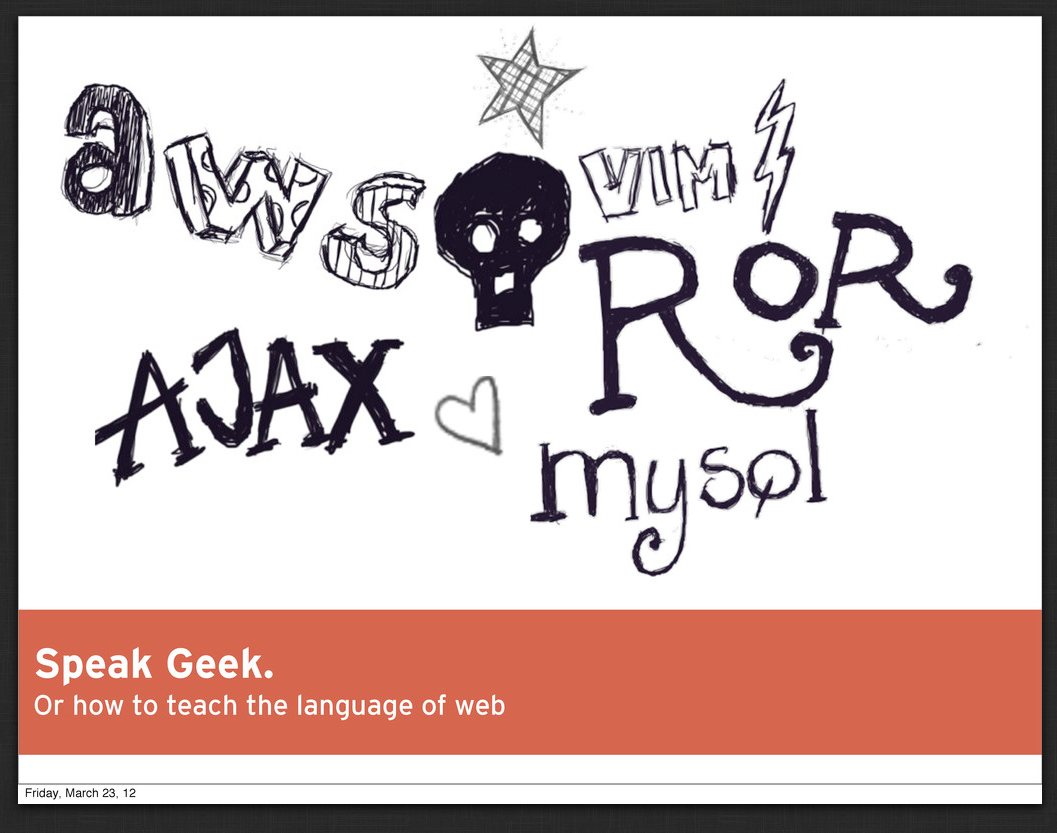 aws
VIM
RoR
AJAX
mysql
Speak Geek.
Or how to teach the language of web
Friday, March 23, 12